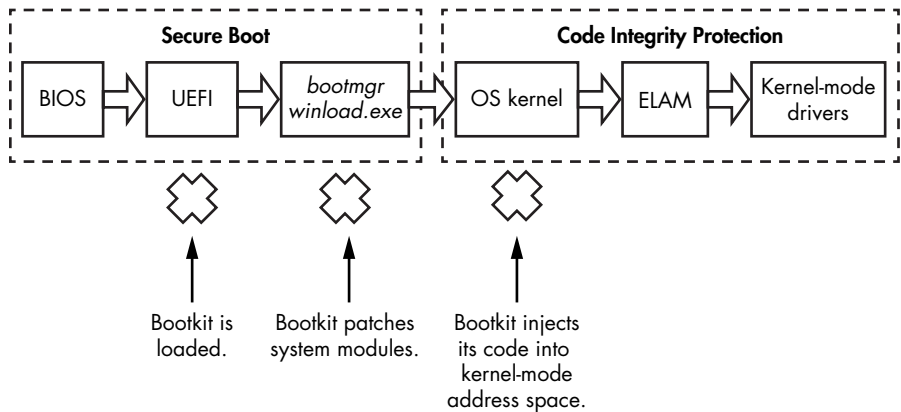 Secure Boot
Code Integrity Protection
BIOS
UEFI
bootmgr
winload.exe
OS kernel
ELAM
Kernel-mode
drivers
Bootkit is
loaded.
Bootkit patches
system modules.
Bootkit injects
its code into
kernel-mode
address space.